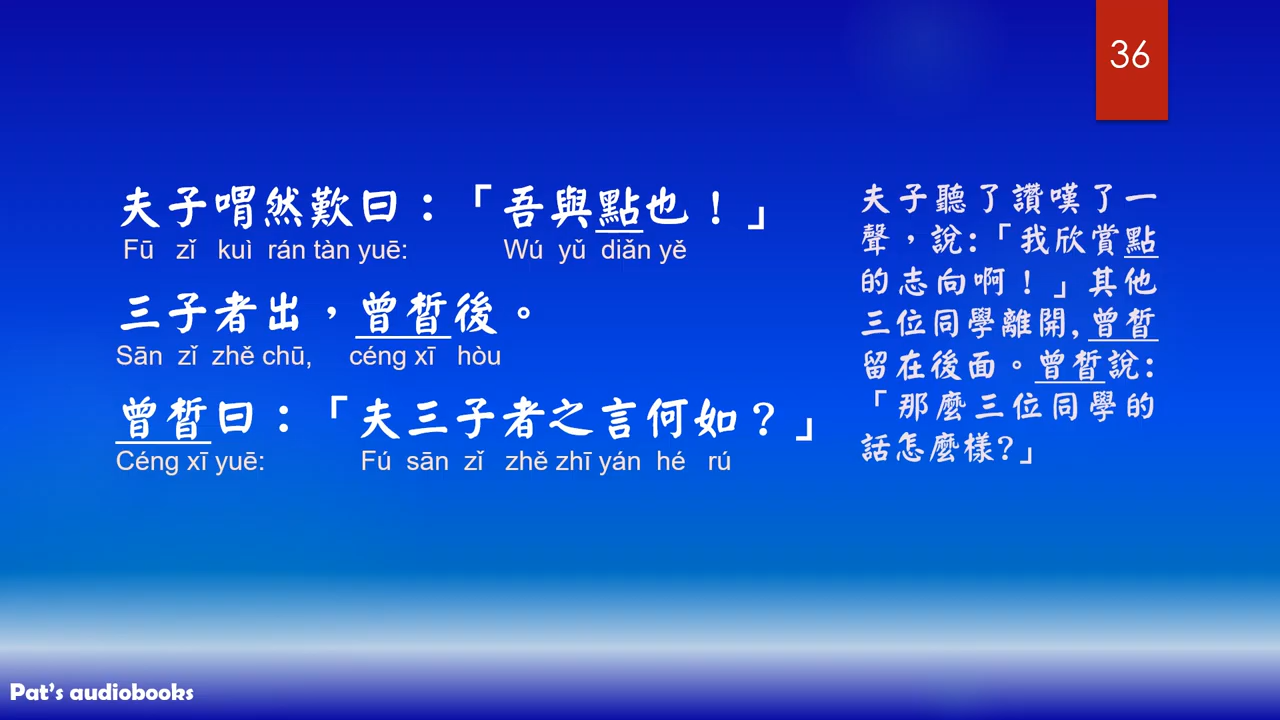 36
夫子喟然歎曰：「吾與點也！」
Fū zǐ kuì rán tàn yuē: Wú yǔ diǎn yě
三子者出，曾皙後。
Sān zǐ zhě chū, céng xī hòu
曾皙曰：「夫三子者之言何如？」
Céng xī yuē: Fú sān zǐ zhě zhī yán hé rú
夫子聽了讚嘆了一
聲，說:「我欣賞點
的志向啊！」其他
三位同學離開,曾皙
留在後面。曾皙說:
「那麼三位同學的
話怎麼樣?」
Pat's audiobooks